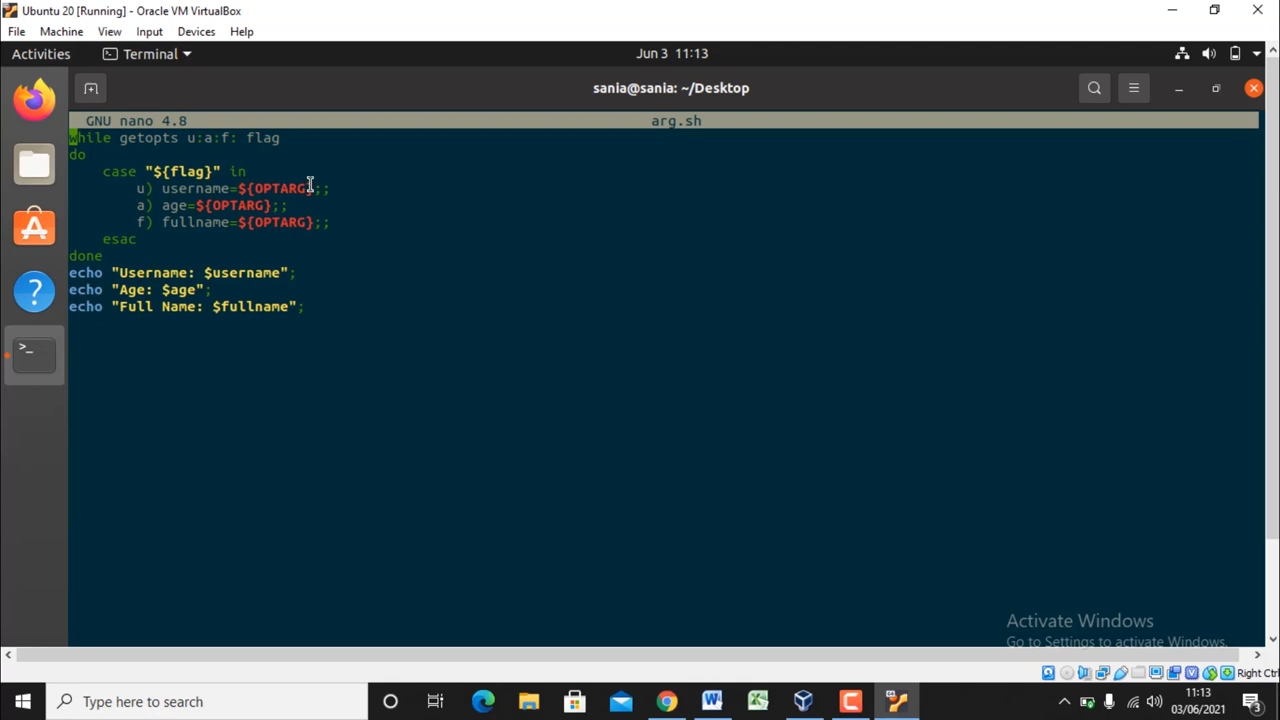 Ubuntu 20 [Running] - Oracle VM VirtualBox
File Machine View Input Devices Help
Activities Terminal Jun 3 11:13
sania@sania: ~/Desktop
GNU nano 4.8 arg.sh
while getopts u:a:f: flag
do
case "${flag}" in
u) username=${OPTARG};;
a) age=${OPTARG};;
f) fullname=${OPTARG};;
esac
done
echo "Username: $username";
echo "Age: $age";
echo "Full Name: $fullname";
Activate Windows
Go to Settings to activate Windows.
Right Ctrl
Type here to search
11:13
03/06/2021
3